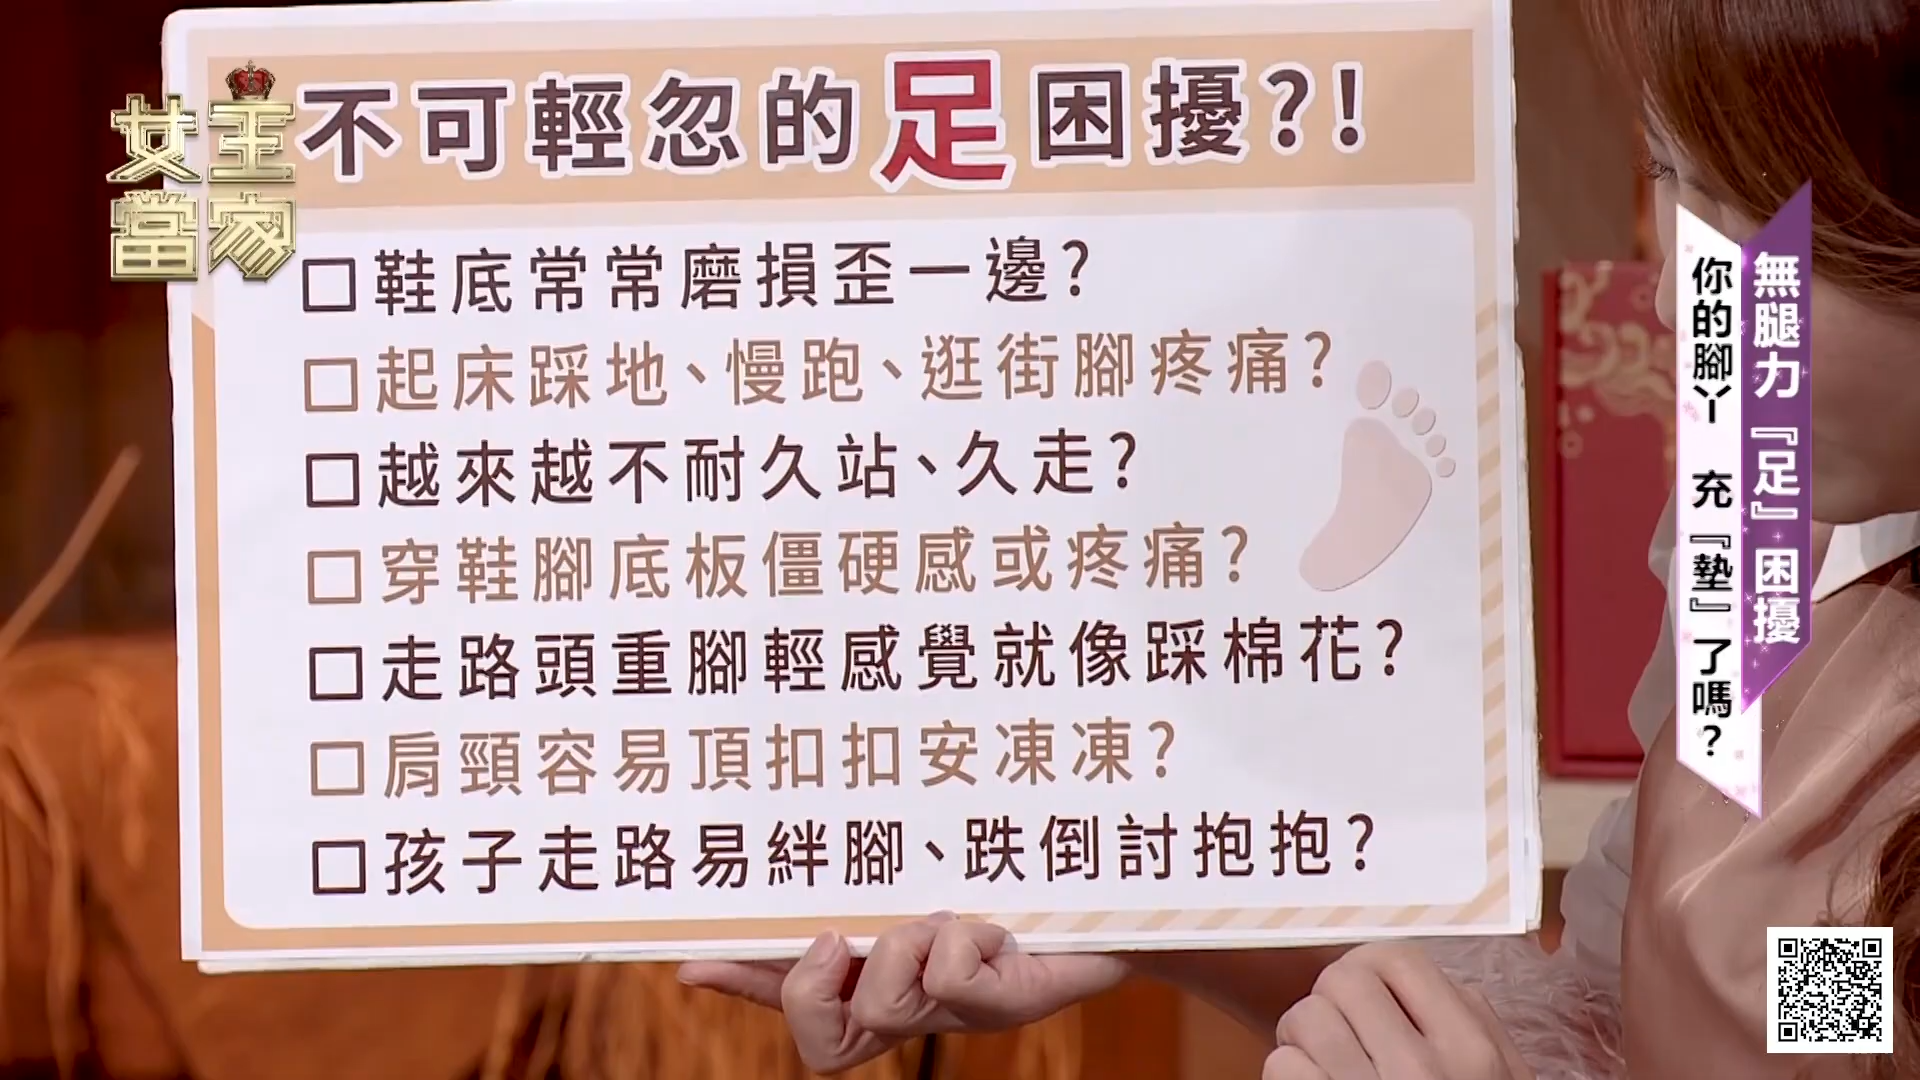 女王
當家
不可輕忽的足困擾?!
□鞋底常常磨損歪一邊?
□起床踩地、慢跑、逛街腳疼痛?
□越來越不耐久站、久走?
□穿鞋腳底板僵硬感或疼痛?
□走路頭重腳輕感覺就像踩棉花?
□肩頸容易頂扣扣安凍凍?
□孩子走路易絆腳、跌倒討抱抱?
無腿力『足』困擾
你的腳丫 充『墊』了嗎?